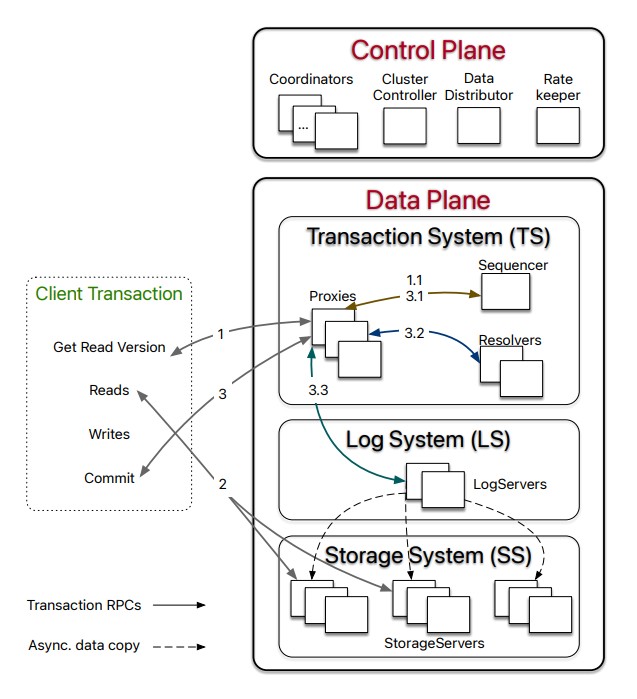 Control Plane
Coordinators
Cluster
Controller
Data
Distributor
Rate
keeper
...
Data Plane
Transaction System (TS)
Sequencer
1.1
3.1
Proxies
3.2
Resolvers
3.3
Client Transaction
Get Read Version
1
Reads
3
Writes
Commit
2
Log System (LS)
LogServers
Storage System (SS)
StorageServers
Transaction RPCs
Async. data copy